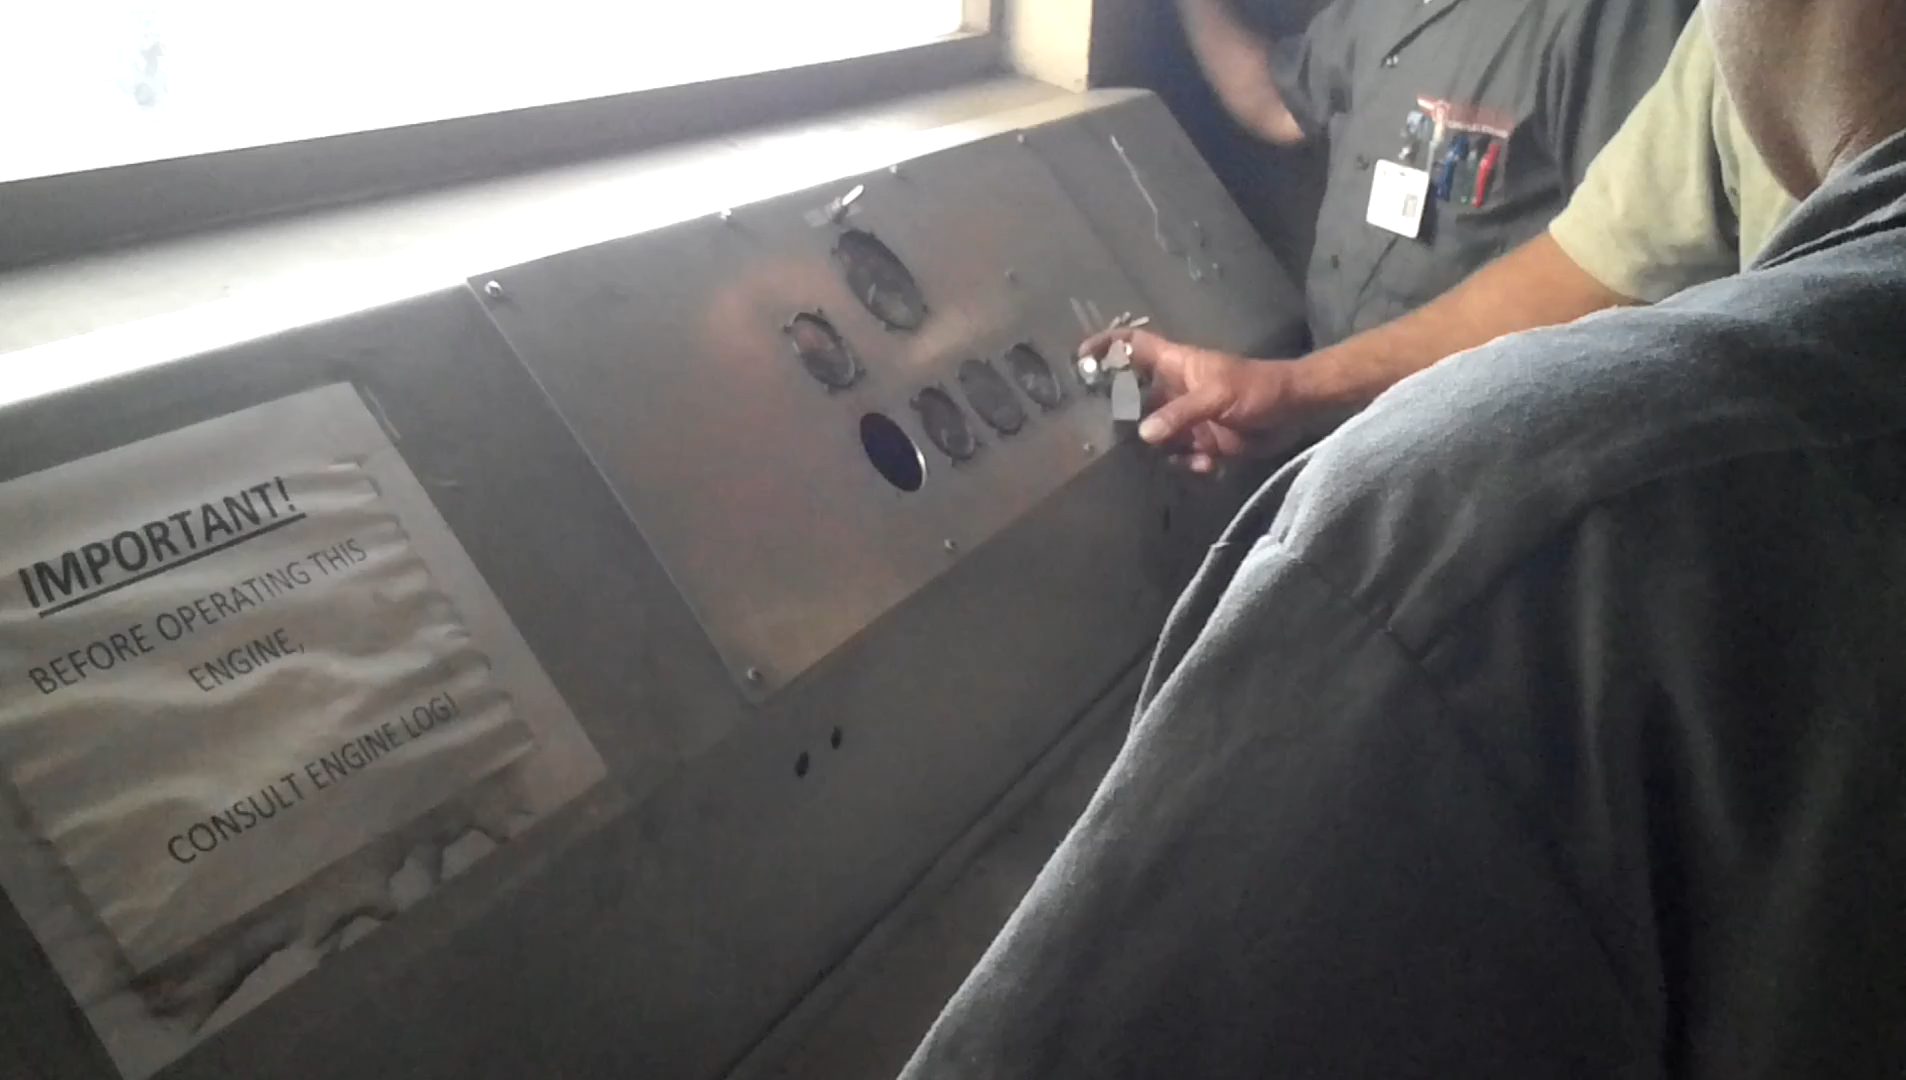 IMPORTANT!
BEFORE OPERATING THIS
ENGINE,
CONSULT ENGINE LOG!